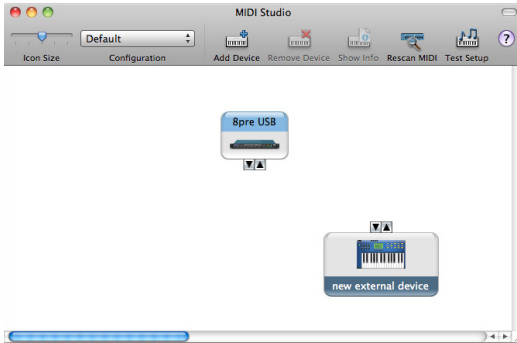 MIDI Studio
Default
Icon Size Configuration Add Device Remove Device Show Info Rescan MIDI Test Setup ?
8pre USB
new external device